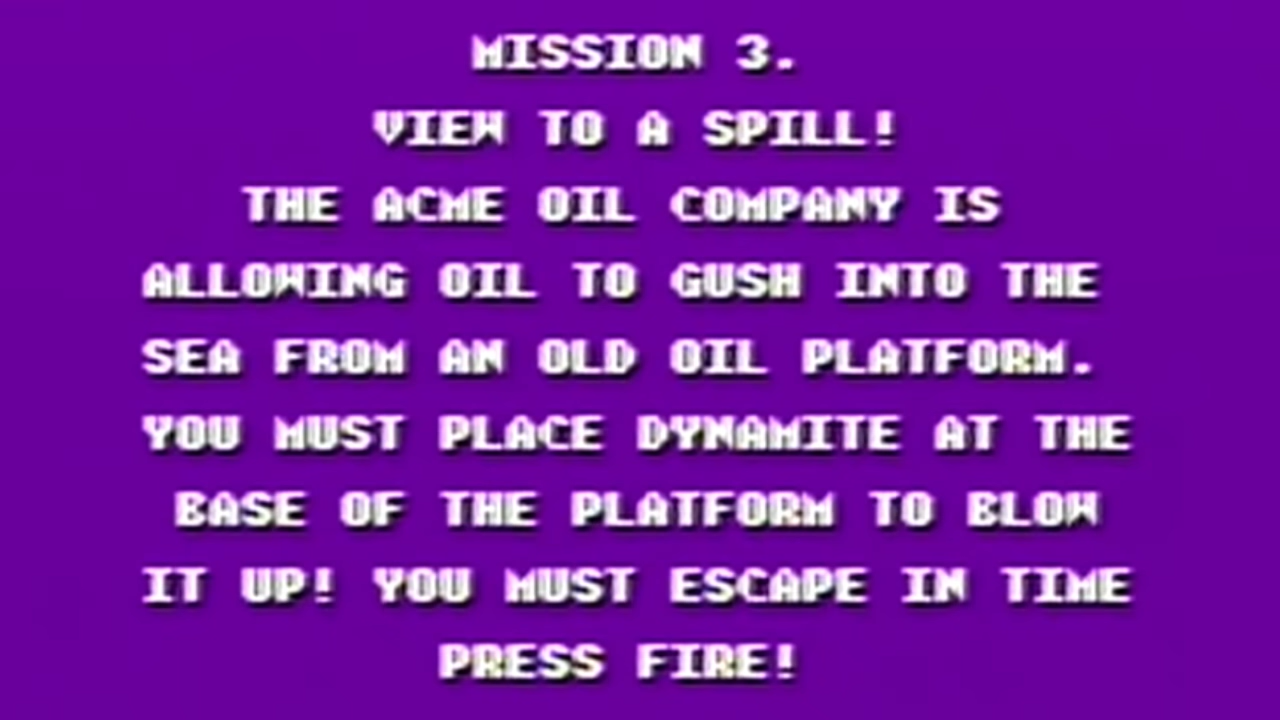 MISSION 3.
VIEW TO A SPILL!
THE ACME OIL COMPANY IS
ALLOWING OIL TO GUSH INTO THE
SEA FROM AN OLD OIL PLATFORM.
YOU MUST PLACE DYNAMITE AT THE
BASE OF THE PLATFORM TO BLOW
IT UP! YOU MUST ESCAPE IN TIME
PRESS FIRE!